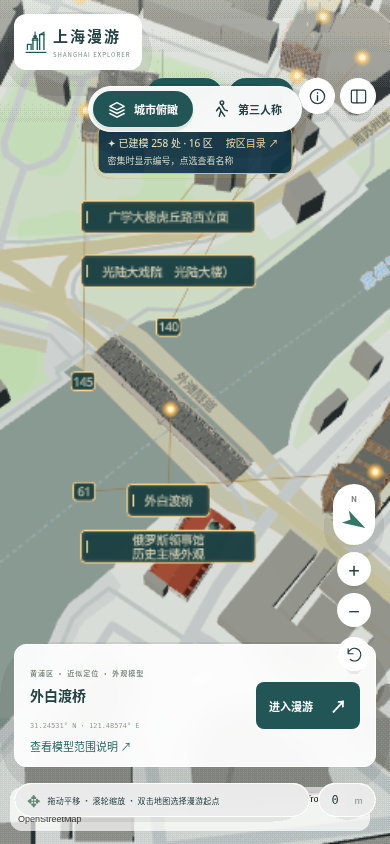 上海漫游
SHANGHAI EXPLORER
城市俯瞰
第三人称
✦ 已建模 258 处 · 16 区 按区目录 ↗
密集时显示编号，点选查看名称
广学大楼虎丘路西立面
光陆大戏院 光陆大楼）
140
外滩隧道
145
61
外白渡桥
俄罗斯领事馆
历史主楼外观
N
+
−
黄浦区 · 近似定位 · 外观模型
外白渡桥
进入漫游 ↗
31.24531° N · 121.48574° E
查看模型范围说明 ↗
拖动平移 · 滚轮缩放 · 双击地图选择漫游起点
0 m
OpenStreetMap